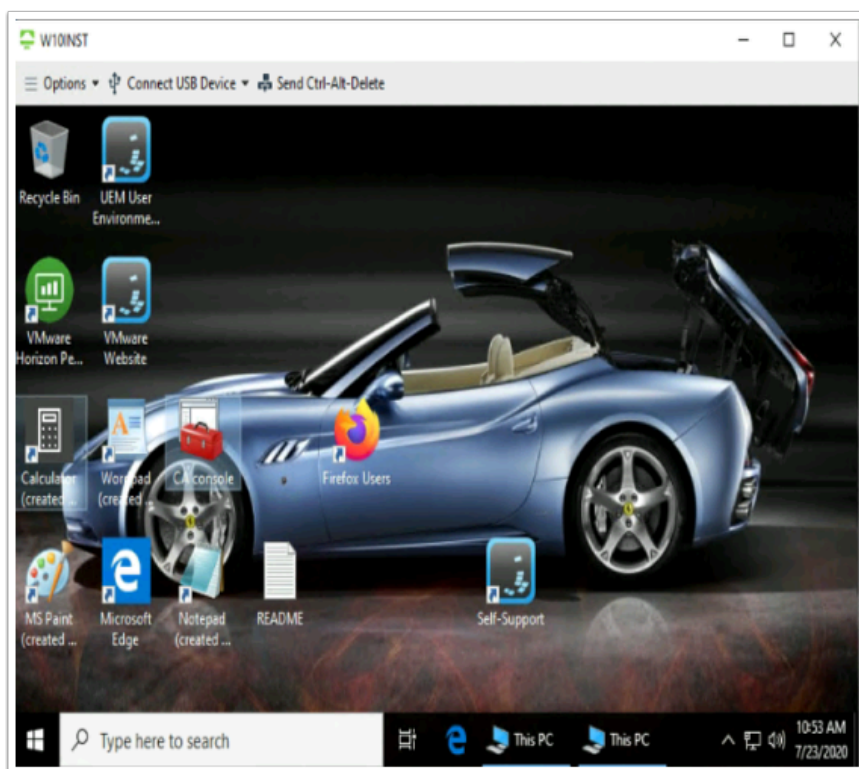 W10INST
Options Connect USB Device Send Ctrl-Alt-Delete
Recycle Bin
UEM User
Environme...
VMware
Horizon Pe...
VMware
Website
Calculator
(created ...
Wordpad
(created ...
CA console
Firefox Users
MS Paint
(created ...
Microsoft
Edge
Notepad
(created ...
README
Self-Support
Type here to search
This PC
This PC
10:53 AM
7/23/2020